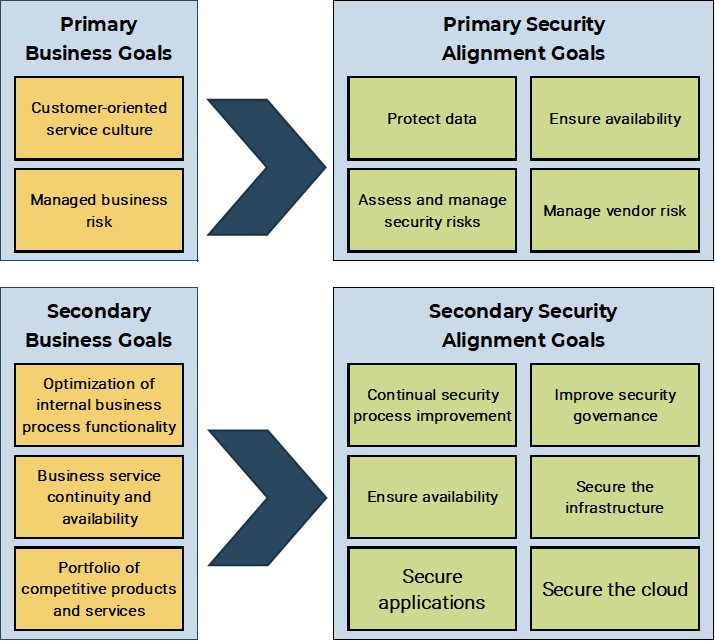 Primary
Business Goals
Customer-oriented
service culture
Managed business
risk
Primary Security
Alignment Goals
Protect data
Ensure availability
Assess and manage
security risks
Manage vendor risk
Secondary
Business Goals
Optimization of
internal business
process functionality
Business service
continuity and
availability
Portfolio of
competitive products
and services
Secondary Security
Alignment Goals
Continual security
process improvement
Improve security
governance
Ensure availability
Secure the
infrastructure
Secure
applications
Secure the cloud